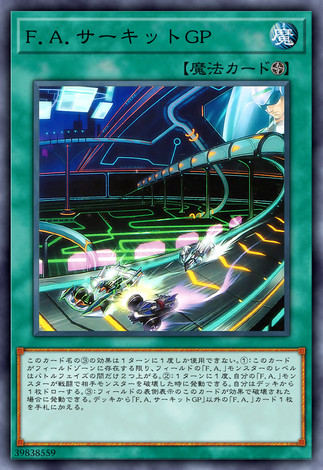 F.A.サーキットGP
魔
【魔法カード】
このカード名の③の効果は1ターンに1度しか使用できない。①:このカード
がフィールドゾーンに存在する限り、フィールドの「F.A.」モンスターのレベル
はバトルフェイズの間だけ2つ上がる。②:1ターンに1度、自分の「F.A.」モン
スターが戦闘で相手モンスターを破壊した時に発動できる。自分はデッキから
1枚ドローする。③:フィールドの表側表示のこのカードが効果で破壊された
場合に発動できる。デッキから「F.A.サーキットGP」以外の「F.A.」カード1枚
を手札に加える。
39838559